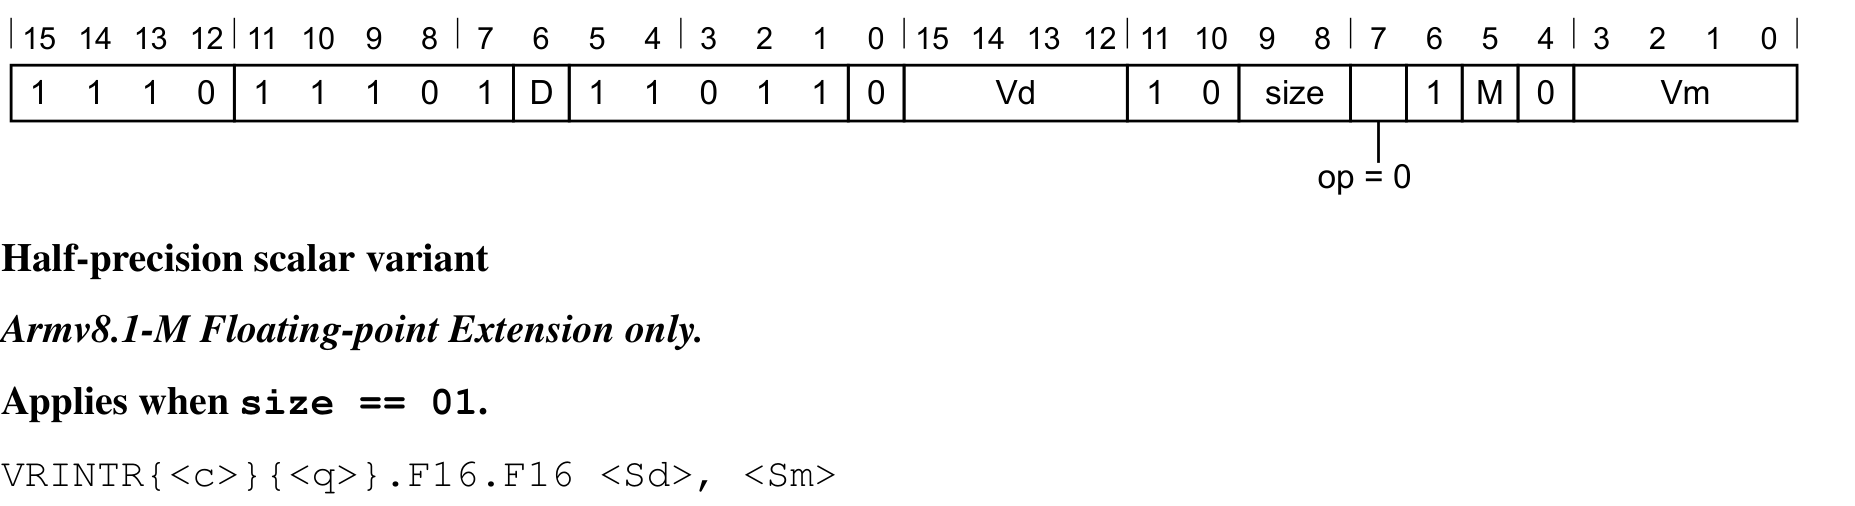 15 14 13 12 11 10 9 8 7 6 5 4 3 2 1 0 15 14 13 12 11 10 9 8 7 6 5 4 3 2 1 0
1 1 1 0 1 1 1 0 1 D 1 1 0 1 1 0 Vd 1 0 size 1 M 0 Vm
op = 0
Half-precision scalar variant
Armv8.1-M Floating-point Extension only.
Applies when size == 01.
VRINTR{<c>}{<q>}.F16.F16 <Sd>, <Sm>